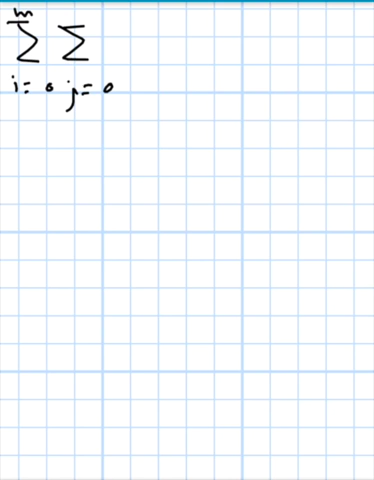 m
∑ ∑
i = 0 j = 0